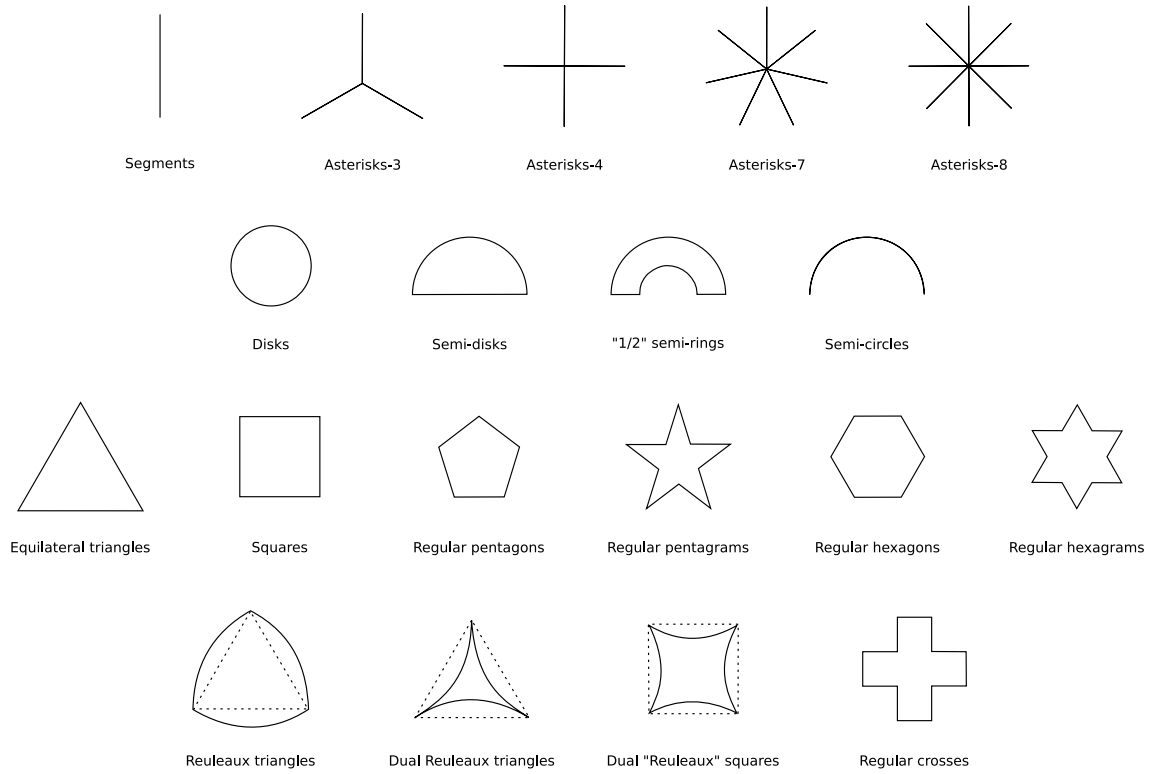 Segments
Asterisks-3
Asterisks-4
Asterisks-7
Asterisks-8
Disks
Semi-disks
"1/2" semi-rings
Semi-circles
Equilateral triangles
Squares
Regular pentagons
Regular pentagrams
Regular hexagons
Regular hexagrams
Reuleaux triangles
Dual Reuleaux triangles
Dual "Reuleaux" squares
Regular crosses